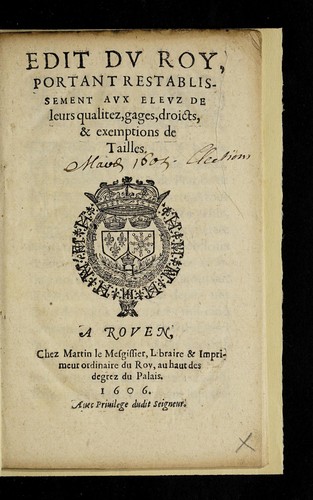 EDIT DV ROY,
PORTANT RESTABLIS-
SEMENT AVX ELEVZ DE
leurs qualitez, gages, droicts,
& exemptions de
Tailles.
1605. Elections
A ROVEN,
Chez Martin le Mesgissier, Libraire & Impri-
meur ordinaire du Roy, au haut des
degrez du Palais.
1606.
Auec Priuilege dudit Seigneur.